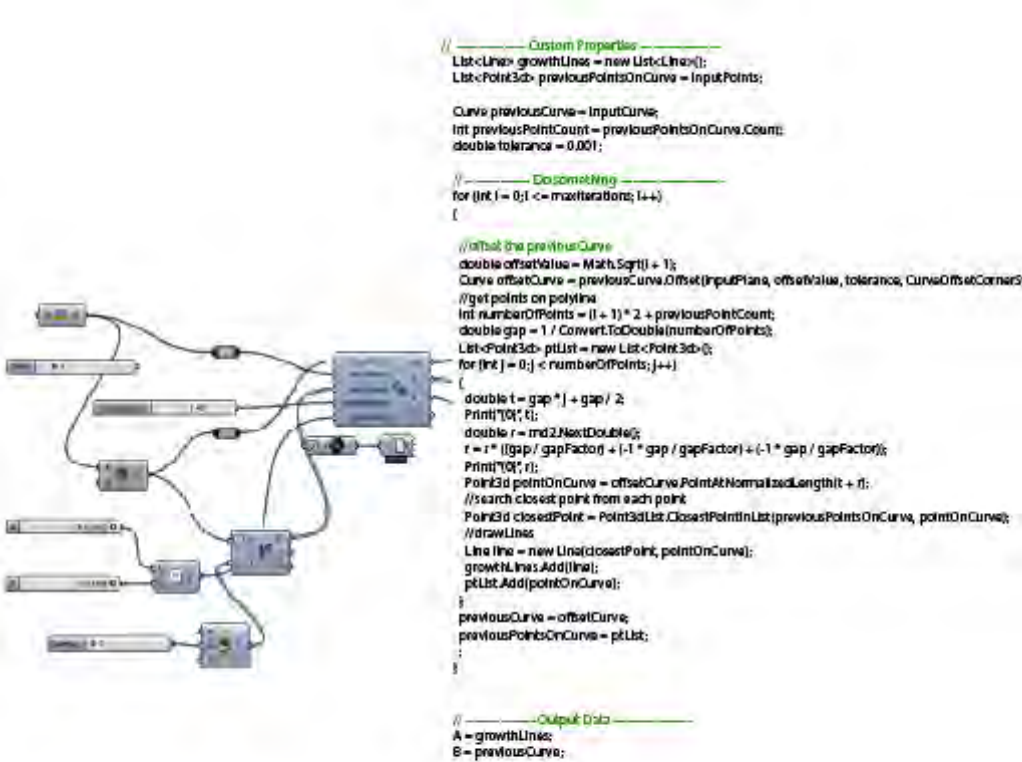 // ---------------- Custom Properties ------------------
List<Line> growthLines = new List<Line>();
List<Point3d> previousPointsOnCurve = inputPoints;
Curve previousCurve = inputCurve;
int previousPointCount = previousPointsOnCurve.Count;
double tolerance = 0.001;
// --------------- Do something ------------------
for (int i = 0; i <= maxIterations; i++)
{
//offset the previousCurve
double offsetValue = Math.Sqrt(i + 1);
Curve offsetCurve = previousCurve.Offset(inputPlane, offsetValue, tolerance, CurveOffsetCornerS
//get points on polyline
int numberOfPoints = (i + 1) * 2 + previousPointCount;
double gap = 1 / Convert.ToDouble(numberOfPoints);
List<Point3d> ptList = new List<Point3d>();
for (int j = 0; j < numberOfPoints; j++)
{
double t = gap * j + gap / 2;
Print("{0}", t);
double r = rnd2.NextDouble();
r = r * ((gap / gapFactor) + (-1 * gap / gapFactor) + (-1 * gap / gapFactor));
Print("{0}", r);
Point3d pointOnCurve = offsetCurve.PointAtNormalizedLength(t + r);
//search closest point from each point
Point3d closestPoint = Point3dList.ClosestPointInList(previousPointsOnCurve, pointOnCurve);
//drawLines
Line line = new Line(closestPoint, pointOnCurve);
growthLines.Add(line);
ptList.Add(pointOnCurve);
}
previousCurve = offsetCurve;
previousPointsOnCurve = ptList;
;
}
// -----------------Output Data ------------------
A = growthLines;
B = previousCurve;